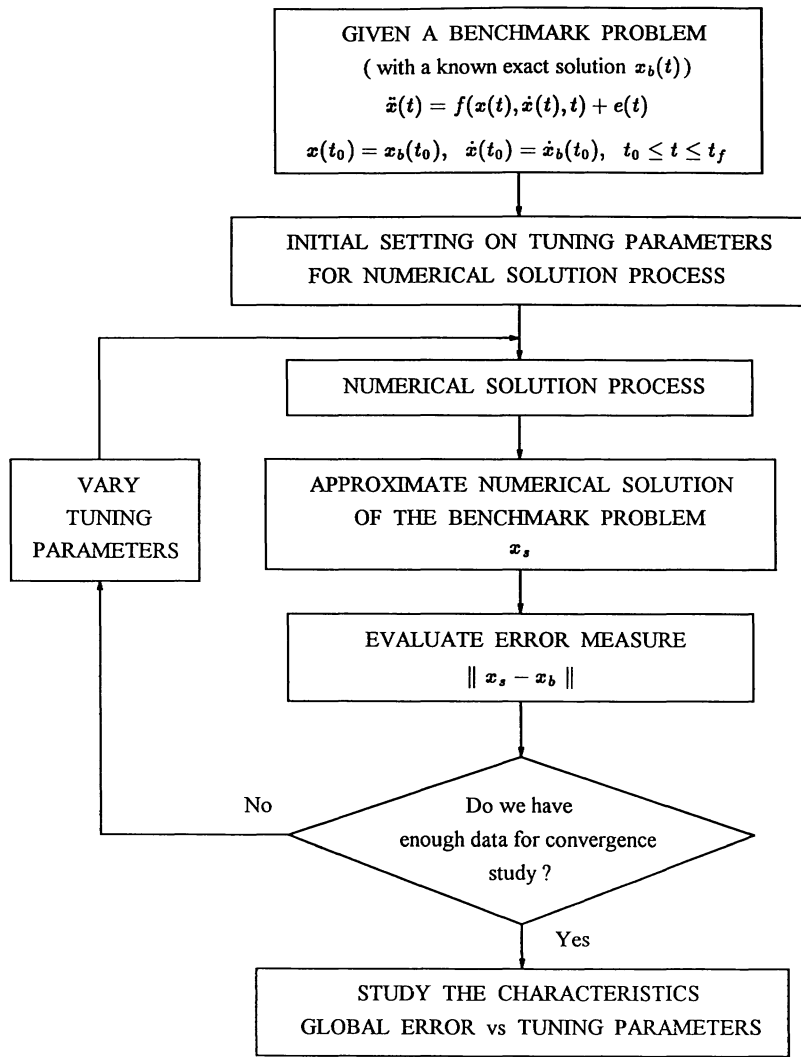 GIVEN A BENCHMARK PROBLEM
( with a known exact solution x_b(t) )
ẍ(t) = f(x(t), ẋ(t), t) + e(t)
x(t_0) = x_b(t_0), ẋ(t_0) = ẋ_b(t_0), t_0 ≤ t ≤ t_f
INITIAL SETTING ON TUNING PARAMETERS
FOR NUMERICAL SOLUTION PROCESS
NUMERICAL SOLUTION PROCESS
VARY
TUNING
PARAMETERS
APPROXIMATE NUMERICAL SOLUTION
OF THE BENCHMARK PROBLEM
x_s
EVALUATE ERROR MEASURE
‖ x_s − x_b ‖
No
Do we have
enough data for convergence
study ?
Yes
STUDY THE CHARACTERISTICS
GLOBAL ERROR vs TUNING PARAMETERS